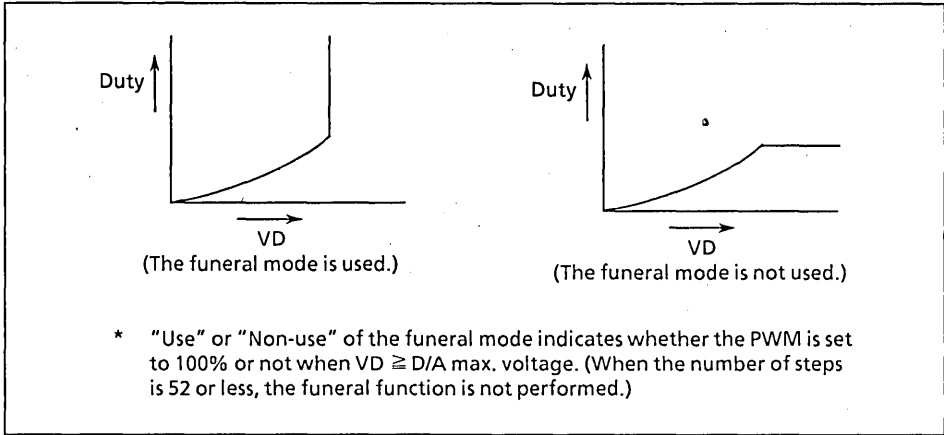 Duty
VD
(The funeral mode is used.)
Duty
VD
(The funeral mode is not used.)
* "Use" or "Non-use" of the funeral mode indicates whether the PWM is set
to 100% or not when VD ≧ D/A max. voltage. (When the number of steps
is 52 or less, the funeral function is not performed.)